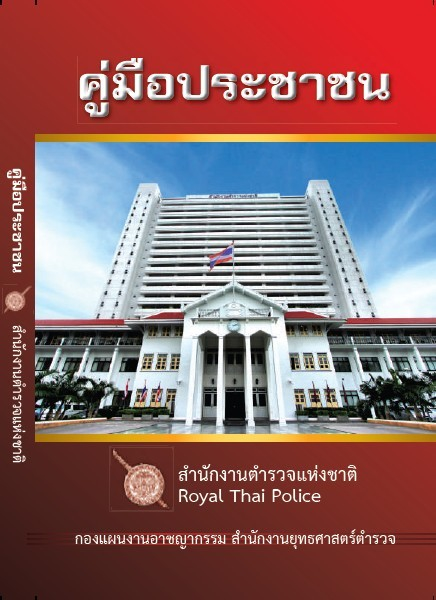 คู่มือประชาชน
สำนักงานตำรวจแห่งชาติ
Royal Thai Police
กองแผนงานอาชญากรรม สำนักงานยุทธศาสตร์ตำรวจ
คู่มือประชาชน
สำนักงานตำรวจแห่งชาติ